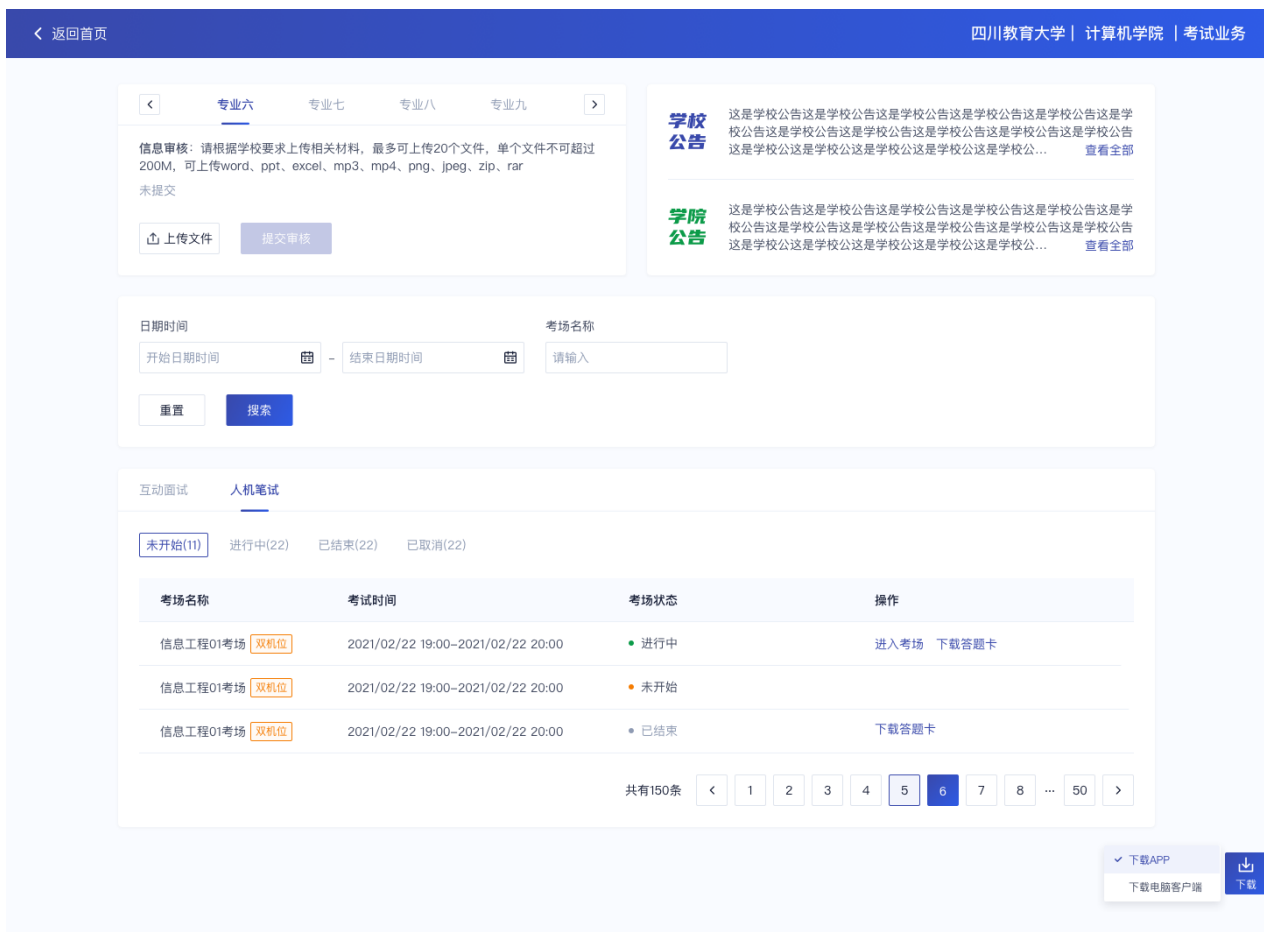 返回首页
四川教育大学| 计算机学院 |考试业务
专业六 专业七 专业八 专业九
信息审核：请根据学校要求上传相关材料，最多可上传20个文件，单个文件不可超过
200M，可上传word、ppt、excel、mp3、mp4、png、jpeg、zip、rar
未提交
上传文件 提交审核
学校
公告
这是学校公告这是学校公告这是学校公告这是学校公告这是学校公告这是学
校公告这是学校公告这是学校公告这是学校公告这是学校公告这是学校公告
这是学校公这是学校公这是学校公这是学校公这是学校公... 查看全部
学院
公告
这是学校公告这是学校公告这是学校公告这是学校公告这是学校公告这是学
校公告这是学校公告这是学校公告这是学校公告这是学校公告这是学校公告
这是学校公这是学校公这是学校公这是学校公这是学校公... 查看全部
日期时间 考场名称
开始日期时间 – 结束日期时间 请输入
重置 搜索
互动面试 人机笔试
未开始(11) 进行中(22) 已结束(22) 已取消(22)
考场名称 考试时间 考场状态 操作
信息工程01考场 双机位 2021/02/22 19:00–2021/02/22 20:00 进行中 进入考场 下载答题卡
信息工程01考场 双机位 2021/02/22 19:00–2021/02/22 20:00 未开始
信息工程01考场 双机位 2021/02/22 19:00–2021/02/22 20:00 已结束 下载答题卡
共有150条 1 2 3 4 5 6 7 8 ... 50
下载APP
下载电脑客户端
下载